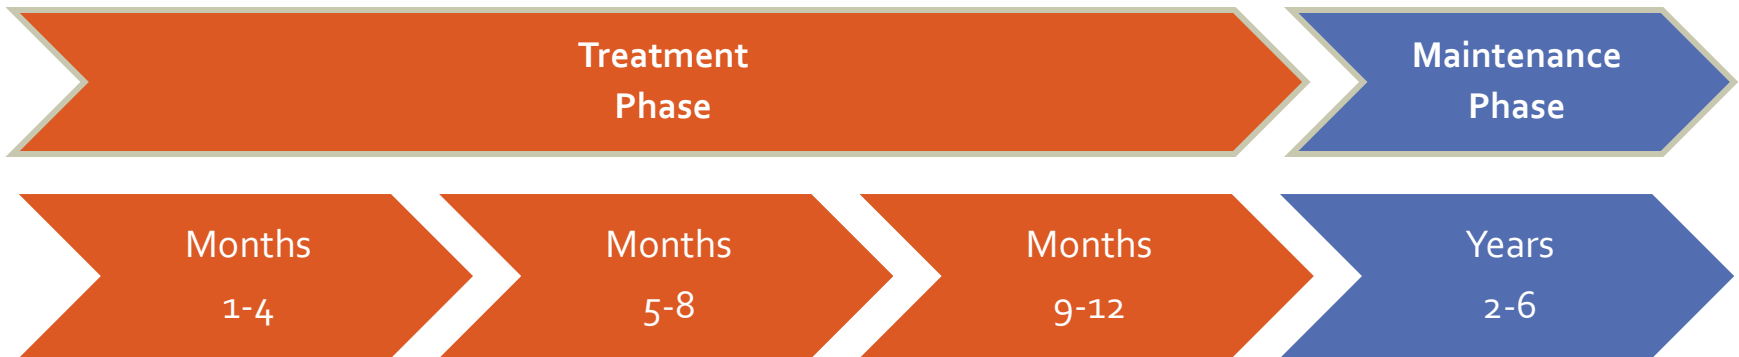 Treatment
Phase
Maintenance
Phase
Months
1-4
Months
5-8
Months
9-12
Years
2-6